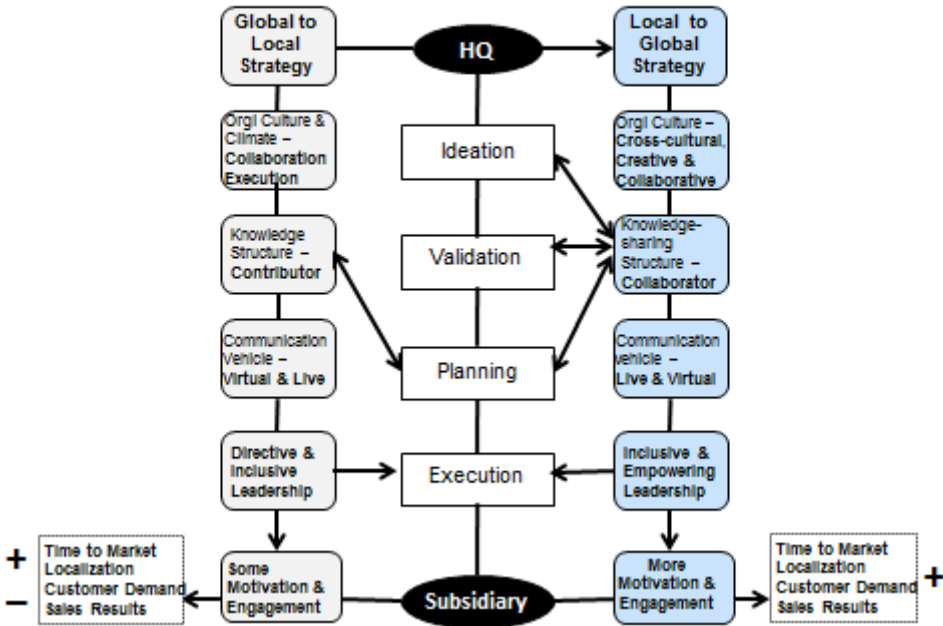 Global to
Local
Strategy
HQ
Local to
Global
Strategy
Orgl Culture &
Climate –
Collaboration
Execution
Ideation
Orgl Culture –
Cross-cultural,
Creative &
Collaborative
Knowledge
Structure –
Contributor
Validation
Knowledge-
sharing
Structure –
Collaborator
Communication
Vehicle –
Virtual & Live
Planning
Communication
vehicle –
Live & Virtual
Directive &
Inclusive
Leadership
Execution
Inclusive &
Empowering
Leadership
+
–
Time to Market
Localization
Customer Demand
Sales Results
Some
Motivation &
Engagement
Subsidiary
More
Motivation &
Engagement
Time to Market
Localization
Customer Demand
Sales Results
+